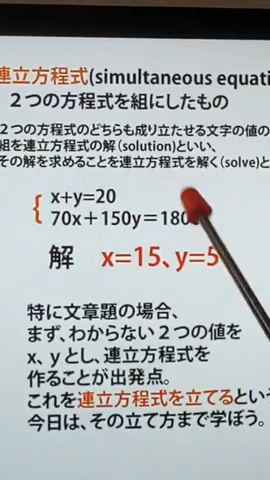 連立方程式(simultaneous equati
2つの方程式を組にしたもの
2つの方程式のどちらも成り立たせる文字の値の
組を連立方程式の解(solution)といい、
その解を求めることを連立方程式を解く(solve)と
x+y=20
70x+150y=180
解 x=15、y=5
特に文章題の場合、
まず、わからない2つの値を
x、yとし、連立方程式を
作ることが出発点。
これを連立方程式を立てるという
今日は、その立て方まで学ぼう。